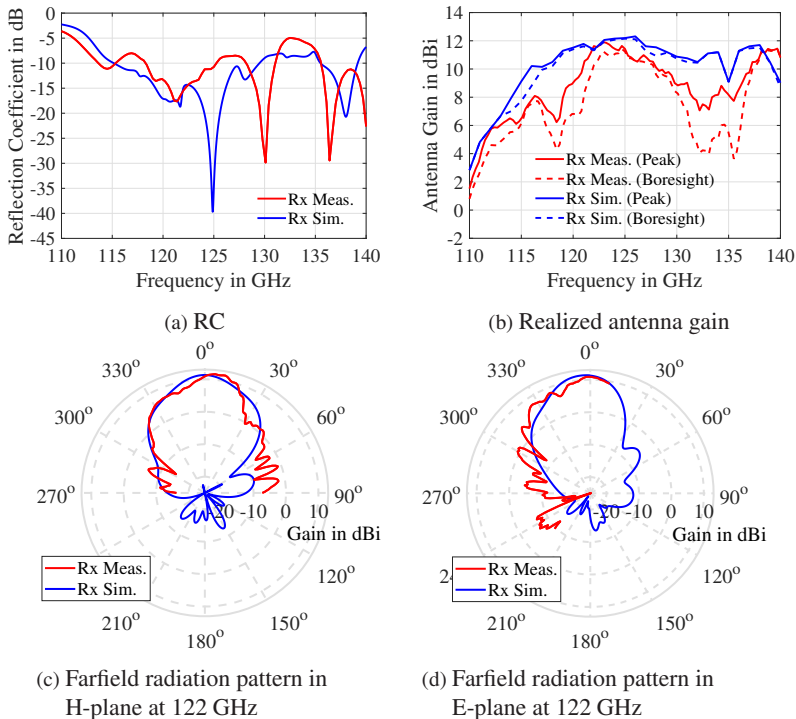 0
-5
-10
-15
-20
-25
-30
-35
-40
-45
110 115 120 125 130 135 140
Reflection Coefficient in dB
Frequency in GHz
Rx Meas.
Rx Sim.
(a) RC
14
12
10
8
6
4
2
0
-2
110 115 120 125 130 135 140
Antenna Gain in dBi
Frequency in GHz
Rx Meas. (Peak)
Rx Meas. (Boresight)
Rx Sim. (Peak)
Rx Sim. (Boresight)
(b) Realized antenna gain
0°
330° 30°
300° 60°
270° 90°
-20 -10 0 10
Gain in dBi
120°
210° 150°
180°
Rx Meas.
Rx Sim.
(c) Farfield radiation pattern in
H-plane at 122 GHz
0°
330° 30°
300° 60°
270° 90°
-20 -10 0 10
Gain in dBi
24 120°
210° 150°
180°
Rx Meas.
Rx Sim.
(d) Farfield radiation pattern in
E-plane at 122 GHz